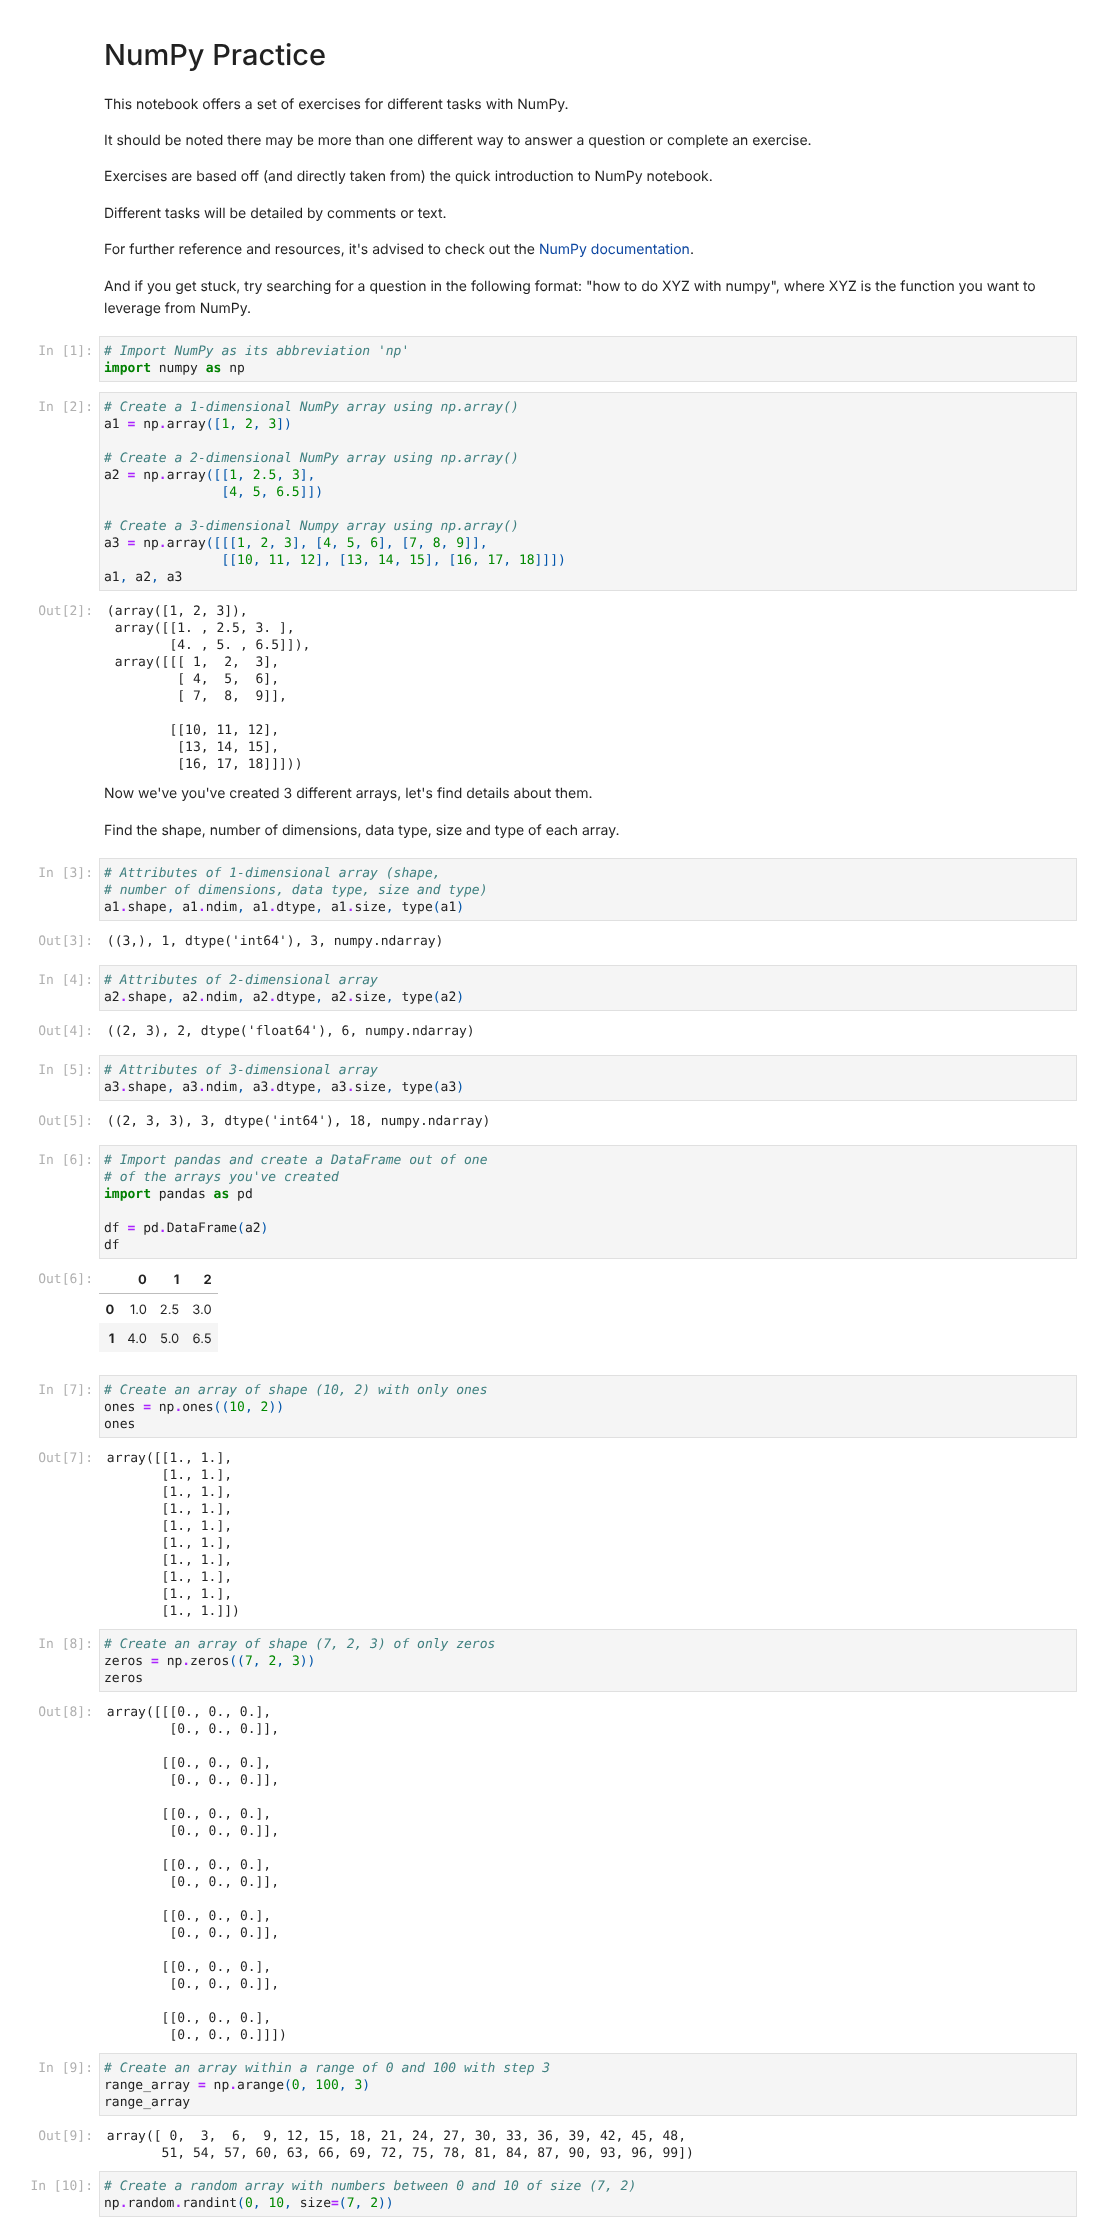 NumPy Practice
This notebook offers a set of exercises for different tasks with NumPy.
It should be noted there may be more than one different way to answer a question or complete an exercise.
Exercises are based off (and directly taken from) the quick introduction to NumPy notebook.
Different tasks will be detailed by comments or text.
For further reference and resources, it's advised to check out the NumPy documentation.
And if you get stuck, try searching for a question in the following format: "how to do XYZ with numpy", where XYZ is the function you want to
leverage from NumPy.
In [1]: # Import NumPy as its abbreviation 'np'
import numpy as np
In [2]: # Create a 1-dimensional NumPy array using np.array()
a1 = np.array([1, 2, 3])
# Create a 2-dimensional NumPy array using np.array()
a2 = np.array([[1, 2.5, 3],
               [4, 5, 6.5]])
# Create a 3-dimensional Numpy array using np.array()
a3 = np.array([[[1, 2, 3], [4, 5, 6], [7, 8, 9]],
               [[10, 11, 12], [13, 14, 15], [16, 17, 18]]])
a1, a2, a3
Out[2]: (array([1, 2, 3]),
 array([[1. , 2.5, 3. ],
        [4. , 5. , 6.5]]),
 array([[[ 1,  2,  3],
         [ 4,  5,  6],
         [ 7,  8,  9]],
        [[10, 11, 12],
         [13, 14, 15],
         [16, 17, 18]]]))
Now we've you've created 3 different arrays, let's find details about them.
Find the shape, number of dimensions, data type, size and type of each array.
In [3]: # Attributes of 1-dimensional array (shape,
# number of dimensions, data type, size and type)
a1.shape, a1.ndim, a1.dtype, a1.size, type(a1)
Out[3]: ((3,), 1, dtype('int64'), 3, numpy.ndarray)
In [4]: # Attributes of 2-dimensional array
a2.shape, a2.ndim, a2.dtype, a2.size, type(a2)
Out[4]: ((2, 3), 2, dtype('float64'), 6, numpy.ndarray)
In [5]: # Attributes of 3-dimensional array
a3.shape, a3.ndim, a3.dtype, a3.size, type(a3)
Out[5]: ((2, 3, 3), 3, dtype('int64'), 18, numpy.ndarray)
In [6]: # Import pandas and create a DataFrame out of one
# of the arrays you've created
import pandas as pd
df = pd.DataFrame(a2)
df
Out[6]: 0 1 2
0 1.0 2.5 3.0
1 4.0 5.0 6.5
In [7]: # Create an array of shape (10, 2) with only ones
ones = np.ones((10, 2))
ones
Out[7]: array([[1., 1.],
       [1., 1.],
       [1., 1.],
       [1., 1.],
       [1., 1.],
       [1., 1.],
       [1., 1.],
       [1., 1.],
       [1., 1.],
       [1., 1.]])
In [8]: # Create an array of shape (7, 2, 3) of only zeros
zeros = np.zeros((7, 2, 3))
zeros
Out[8]: array([[[0., 0., 0.],
        [0., 0., 0.]],
       [[0., 0., 0.],
        [0., 0., 0.]],
       [[0., 0., 0.],
        [0., 0., 0.]],
       [[0., 0., 0.],
        [0., 0., 0.]],
       [[0., 0., 0.],
        [0., 0., 0.]],
       [[0., 0., 0.],
        [0., 0., 0.]],
       [[0., 0., 0.],
        [0., 0., 0.]]])
In [9]: # Create an array within a range of 0 and 100 with step 3
range_array = np.arange(0, 100, 3)
range_array
Out[9]: array([ 0,  3,  6,  9, 12, 15, 18, 21, 24, 27, 30, 33, 36, 39, 42, 45, 48,
       51, 54, 57, 60, 63, 66, 69, 72, 75, 78, 81, 84, 87, 90, 93, 96, 99])
In [10]: # Create a random array with numbers between 0 and 10 of size (7, 2)
np.random.randint(0, 10, size=(7, 2))